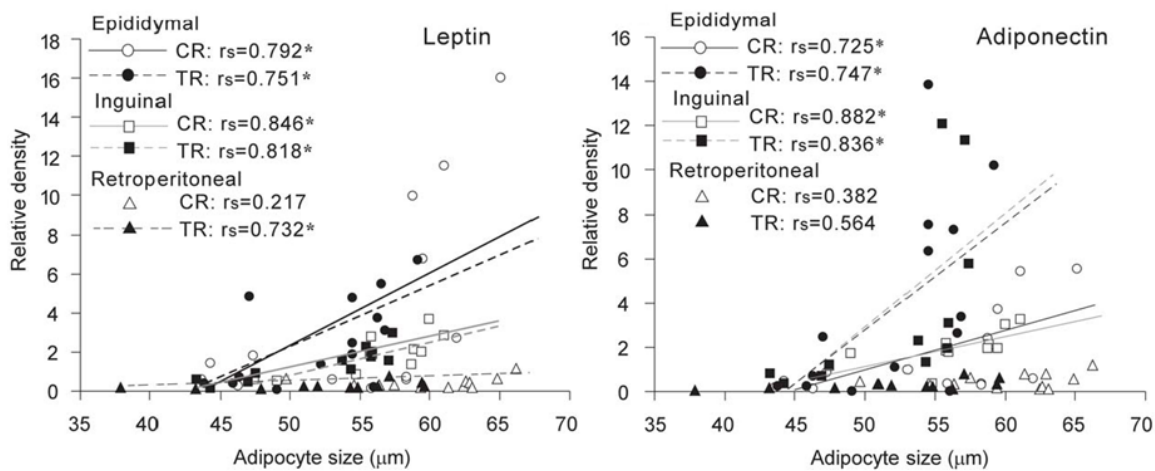 Epididymal
CR: rs=0.792*
TR: rs=0.751*
Inguinal
CR: rs=0.846*
TR: rs=0.818*
Retroperitoneal
CR: rs=0.217
TR: rs=0.732*
Leptin
Relative density
18
16
14
12
10
8
6
4
2
0
35
40
45
50
55
60
65
70
Adipocyte size (μm)
Epididymal
CR: rs=0.725*
TR: rs=0.747*
Inguinal
CR: rs=0.882*
TR: rs=0.836*
Retroperitoneal
CR: rs=0.382
TR: rs=0.564
Adiponectin
Relative density
16
14
12
10
8
6
4
2
0
35
45
55
65
70
Adipocyte size (μm)